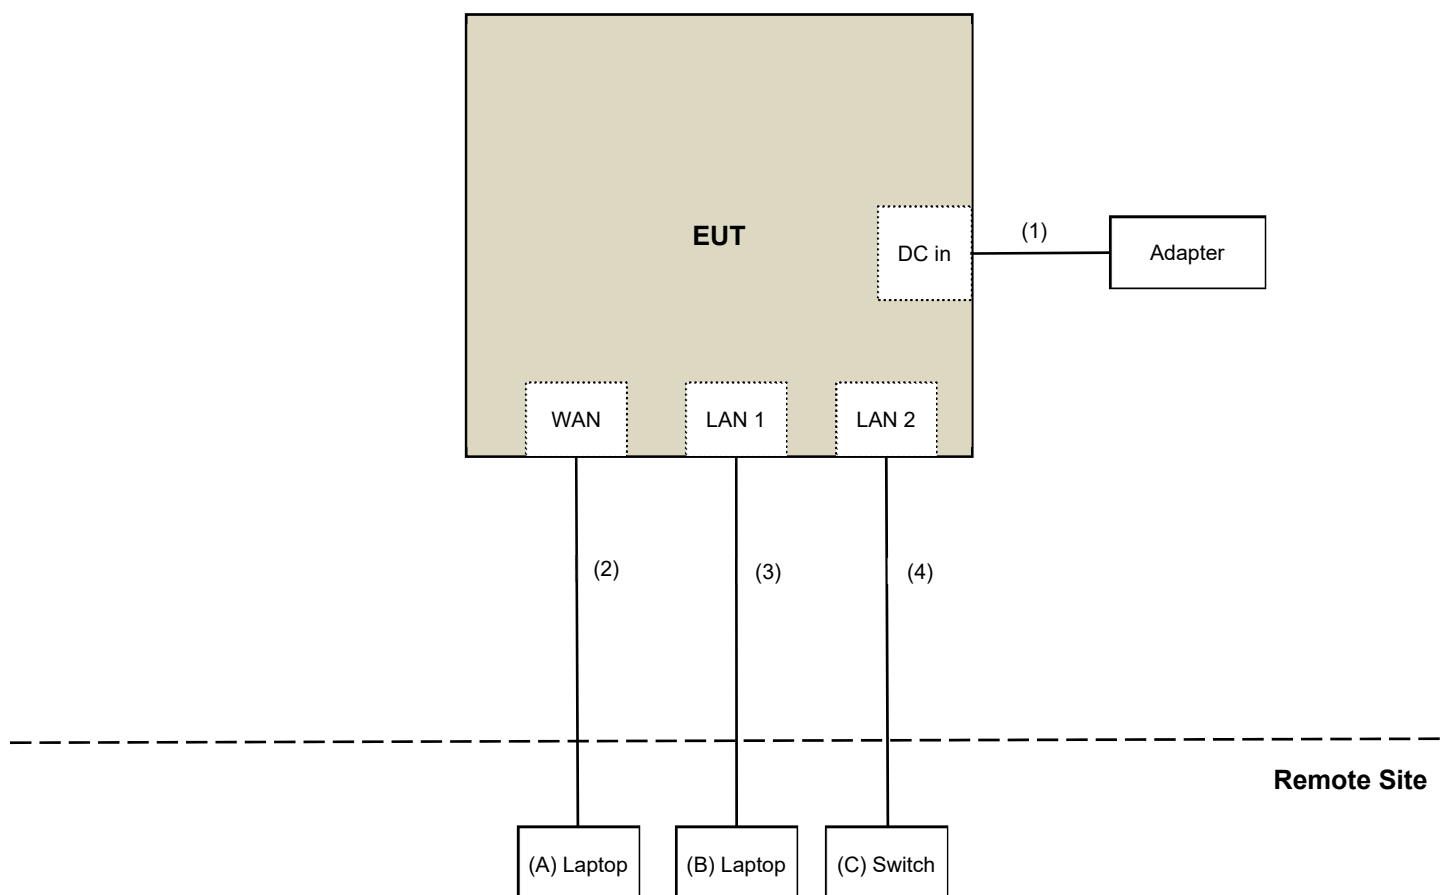 EUT
DC in
(1)
Adapter
WAN
LAN 1
LAN 2
(2)
(3)
(4)
Remote Site
(A) Laptop
(B) Laptop
(C) Switch